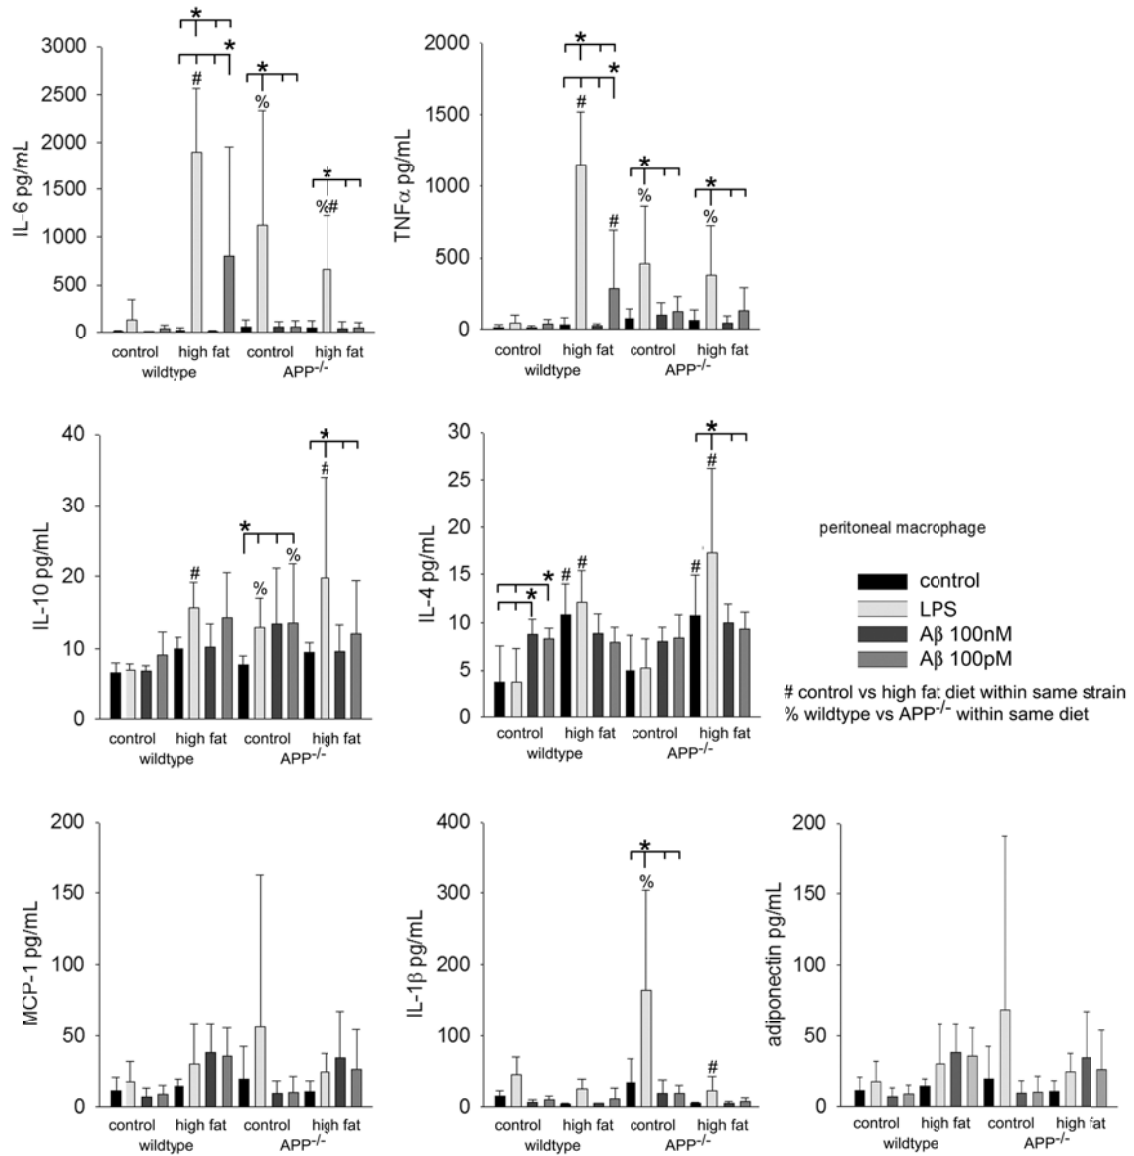 *
*
#
*
%
*
%#
3000
2500
2000
1500
1000
500
0
IL-6 pg/mL
control
high fat
control
high fat
wildtype
APP-/-
*
*
#
#
*
%
*
%
2000
1500
1000
500
0
TNFα pg/mL
control
high fat
control
high fat
wildtype
APP-/-
#
*
%
%
*
#
40
30
20
10
0
IL-10 pg/mL
control
high fat
control
high fat
wildtype
APP-/-
*
*
#
#
#
*
#
30
25
20
15
10
5
0
IL-4 pg/mL
control
high fat
control
high fat
wildtype
APP-/-
peritoneal macrophage
control
LPS
Aβ 100nM
Aβ 100pM
# control vs high fat diet within same strain
% wildtype vs APP-/- within same diet
200
150
100
50
0
MCP-1 pg/mL
control
high fat
control
high fat
wildtype
APP-/-
*
%
#
400
300
200
100
0
IL-1β pg/mL
control
high fat
control
high fat
wildtype
APP-/-
200
150
100
50
0
adiponectin pg/mL
control
high fat
control
high fat
wildtype
APP-/-